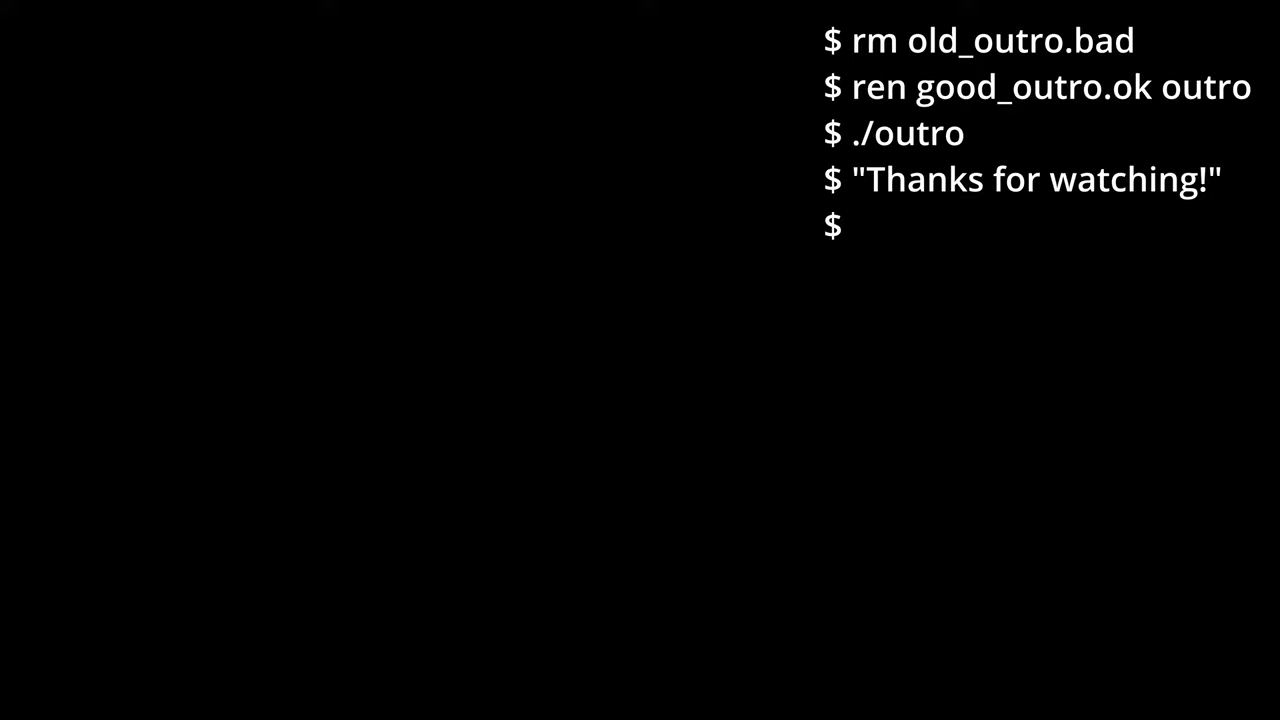 $ rm old_outro.bad
$ ren good_outro.ok outro
$ ./outro
$ "Thanks for watching!"
$